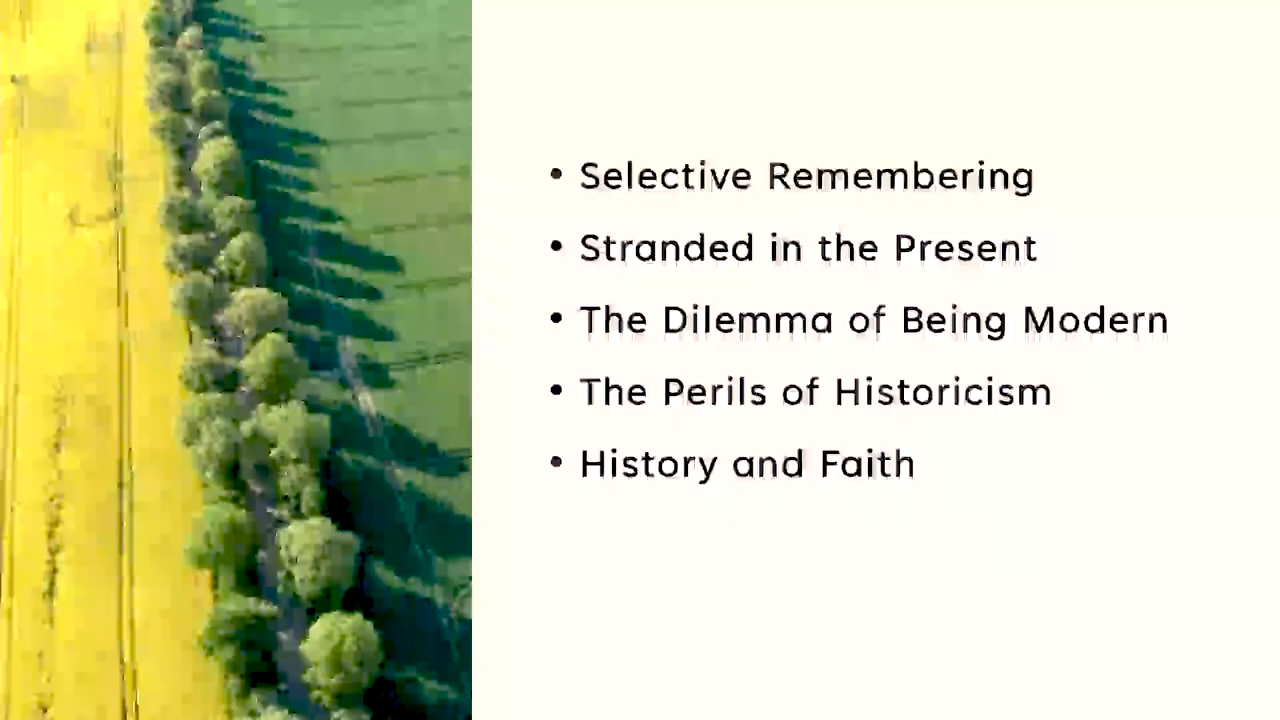 • Selective Remembering
• Stranded in the Present
• The Dilemma of Being Modern
• The Perils of Historicism
• History and Faith